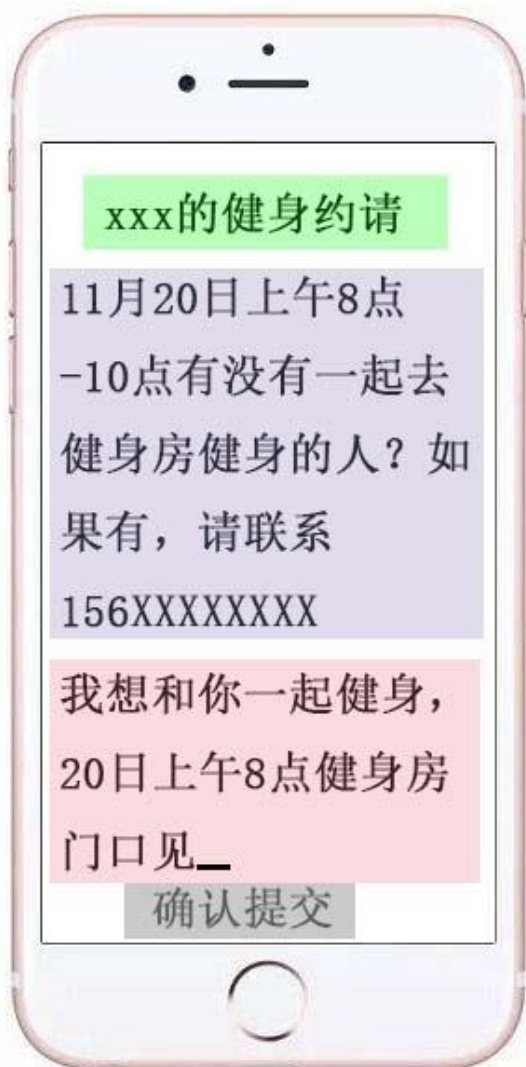 xxx的健身约请
11月20日上午8点
-10点有没有一起去
健身房健身的人？如
果有，请联系
156XXXXXXXX
我想和你一起健身，
20日上午8点健身房
门口见
确认提交